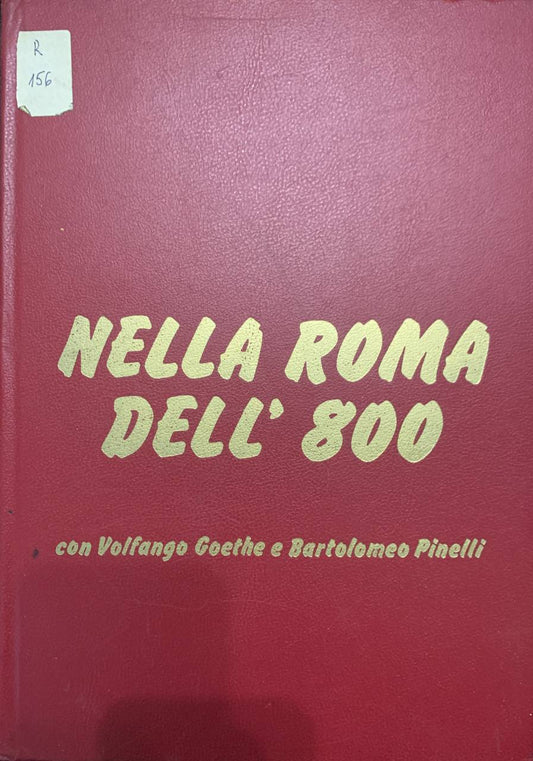 R
156
NELLA ROMA
DELL' 800
con Volfango Goethe e Bartolomeo Pinelli